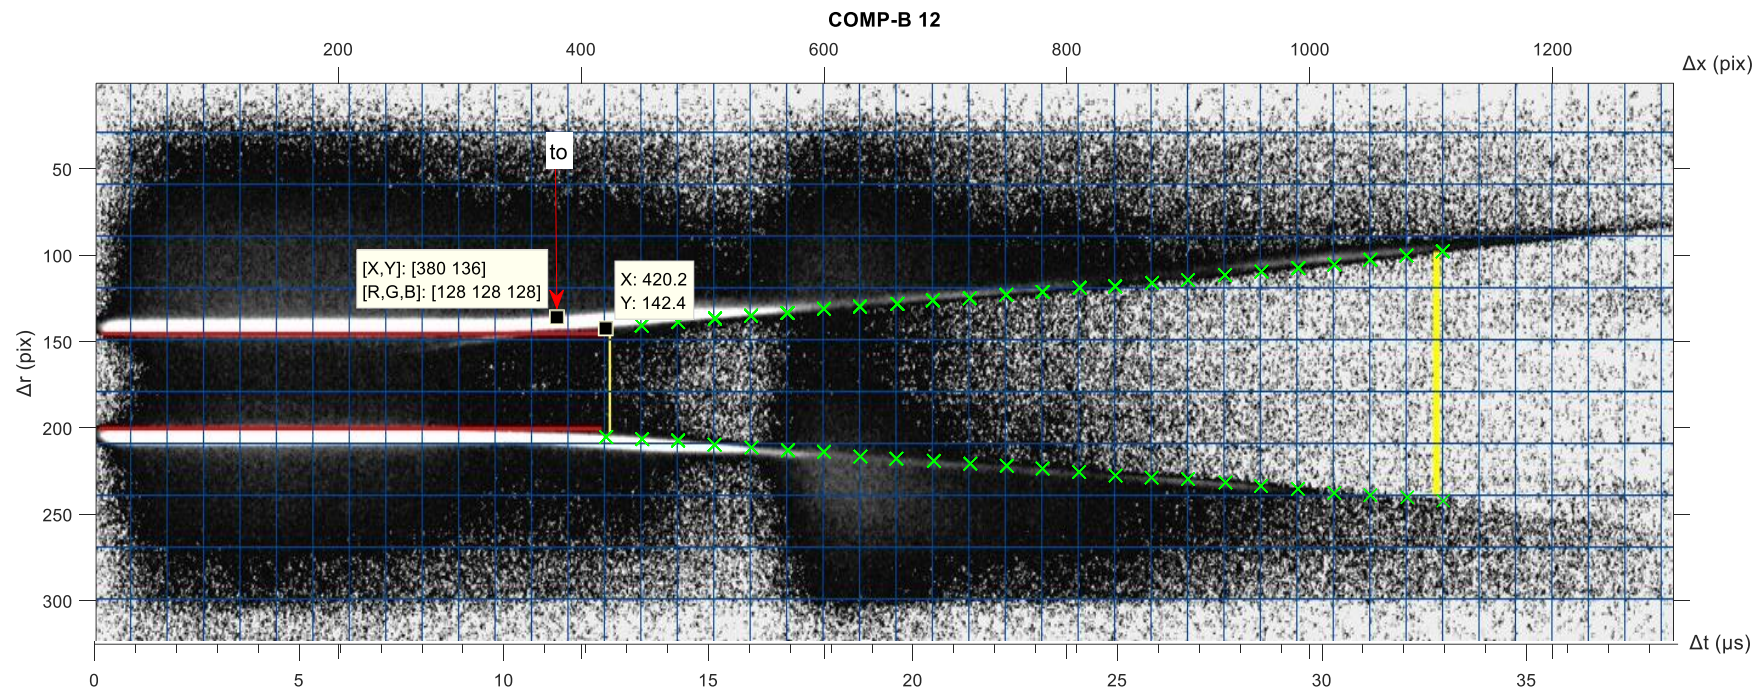 COMP-B 12
200 400 600 800 1000 1200
Δx (pix)
to
50
100
150
200
250
300
Δr (pix)
[X,Y]: [380 136]
[R,G,B]: [128 128 128]
X: 420.2
Y: 142.4
Δt (μs)
0 5 10 15 20 25 30 35